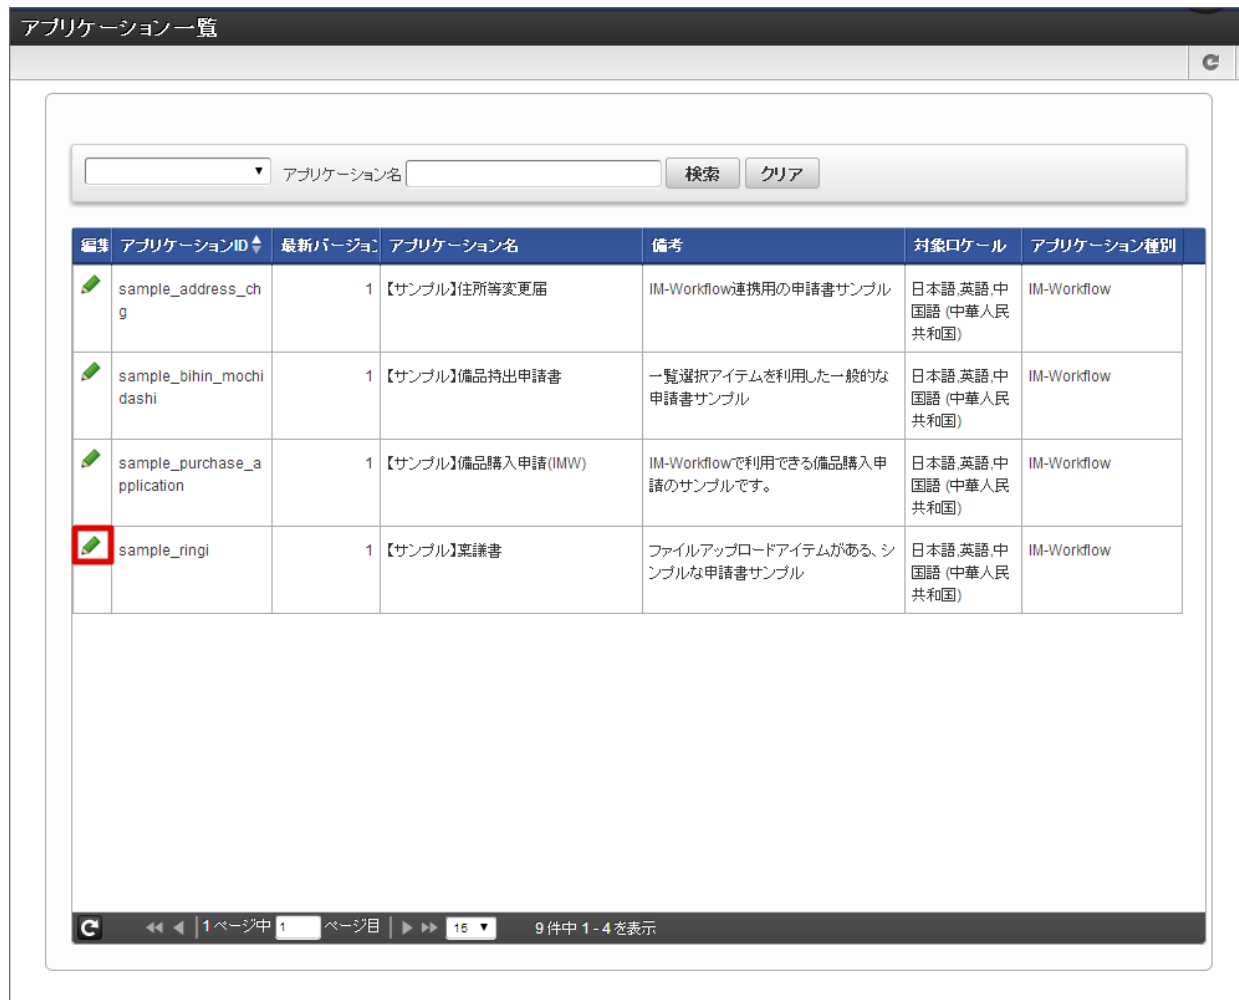 アプリケーション一覧
アプリケーション名 検索 クリア
編集 アプリケーションID 最新バージョン アプリケーション名 備考 対象ロケール アプリケーション種別
sample_address_ch
g
1
【サンプル】住所等変更届
IM-Workflow連携用の申請書サンプル
日本語,英語,中
国語 (中華人民
共和国)
IM-Workflow
sample_bihin_mochi
dashi
1
【サンプル】備品持出申請書
一覧選択アイテムを利用した一般的な
申請書サンプル
日本語,英語,中
国語 (中華人民
共和国)
IM-Workflow
sample_purchase_a
pplication
1
【サンプル】備品購入申請(IMW)
IM-Workflowで利用できる備品購入申
請のサンプルです。
日本語,英語,中
国語 (中華人民
共和国)
IM-Workflow
sample_ringi
1
【サンプル】稟議書
ファイルアップロードアイテムがある、シ
ンプルな申請書サンプル
日本語,英語,中
国語 (中華人民
共和国)
IM-Workflow
1 ページ中 1 ページ目 15 9 件中 1 - 4 を表示